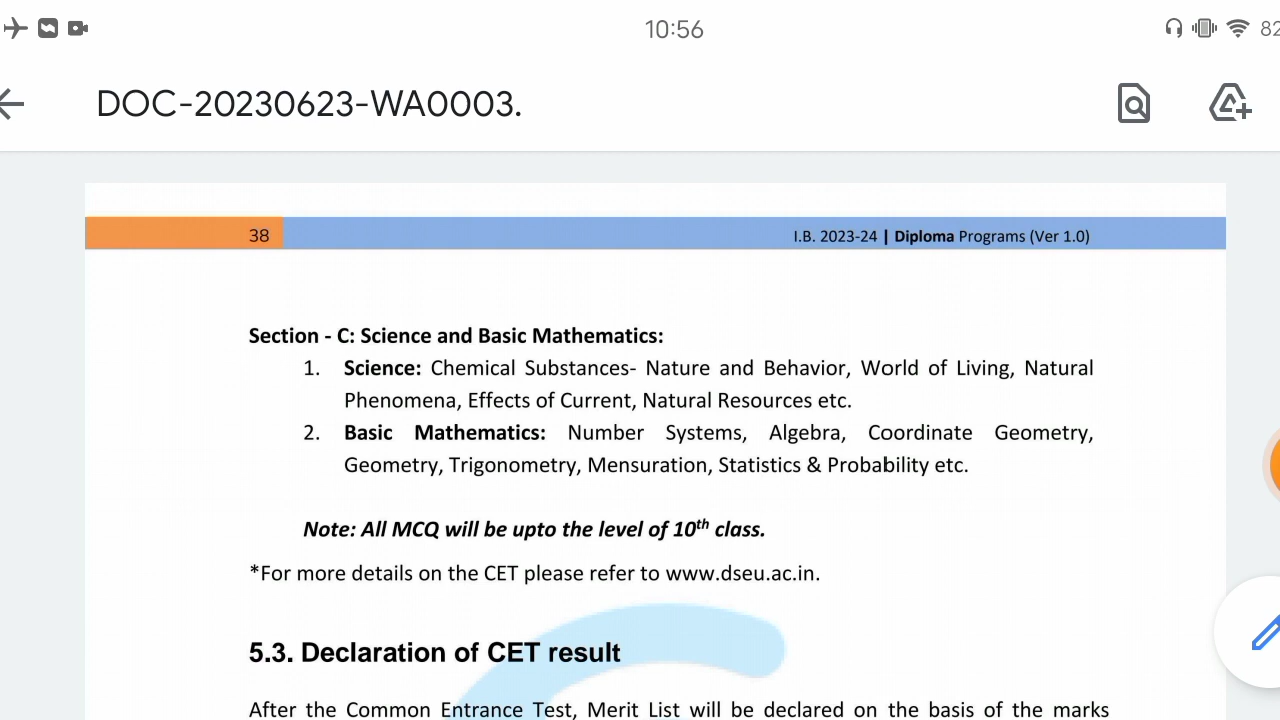 10:56
82
DOC-20230623-WA0003.
38
I.B. 2023-24 | Diploma Programs (Ver 1.0)
Section - C: Science and Basic Mathematics:
1. Science: Chemical Substances- Nature and Behavior, World of Living, Natural
Phenomena, Effects of Current, Natural Resources etc.
2. Basic Mathematics: Number Systems, Algebra, Coordinate Geometry,
Geometry, Trigonometry, Mensuration, Statistics & Probability etc.
Note: All MCQ will be upto the level of 10th class.
*For more details on the CET please refer to www.dseu.ac.in.
5.3. Declaration of CET result
After the Common Entrance Test, Merit List will be declared on the basis of the marks